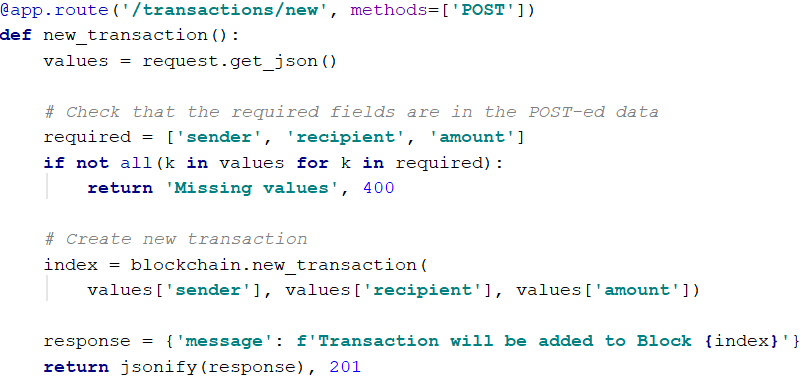 @app.route('/transactions/new', methods=['POST'])
def new_transaction():
    values = request.get_json()

    # Check that the required fields are in the POST-ed data
    required = ['sender', 'recipient', 'amount']
    if not all(k in values for k in required):
        return 'Missing values', 400

    # Create new transaction
    index = blockchain.new_transaction(
        values['sender'], values['recipient'], values['amount'])

    response = {'message': f'Transaction will be added to Block {index}'}
    return jsonify(response), 201